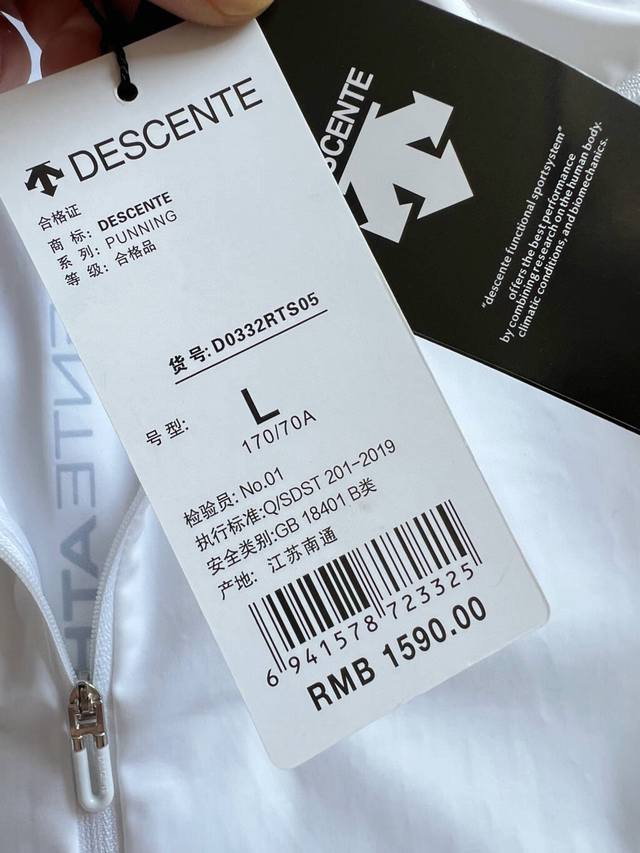 DESCENTE
合格证
商 标: DESCENTE
系 列: PUNNING
等 级: 合格品
货 号: D0332RTS05
号 型: L
170/70A
检验员: No.01
执行标准:Q/SDST 201-2019
安全类别:GB 18401 B类
产地: 江苏南通
6 941578 723325
RMB 1590.00
SCENTE
"descente functional sportsystem"
offers the best performance
by combining research on the human body,
climatic conditions, and biomechanics.